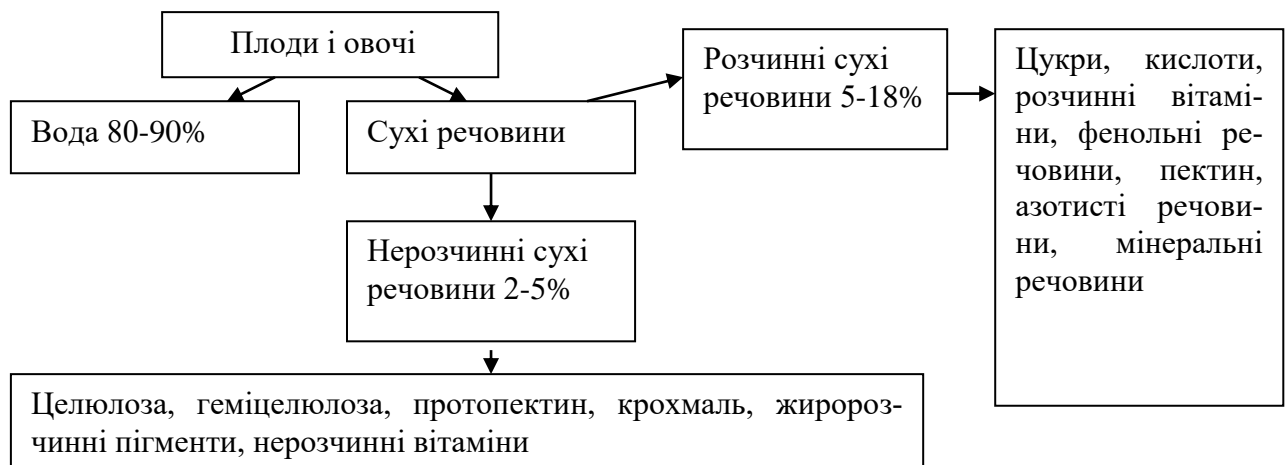 Плоди і овочі
Вода 80-90%
Сухі речовини
Розчинні сухі
речовини 5-18%
Цукри, кислоти,
розчинні вітамі-
ни, фенольні ре-
човини, пектин,
азотисті речови-
ни, мінеральні
речовини
Нерозчинні сухі
речовини 2-5%
Целюлоза, геміцелюлоза, протопектин, крохмаль, жиророз-
чинні пігменти, нерозчинні вітаміни